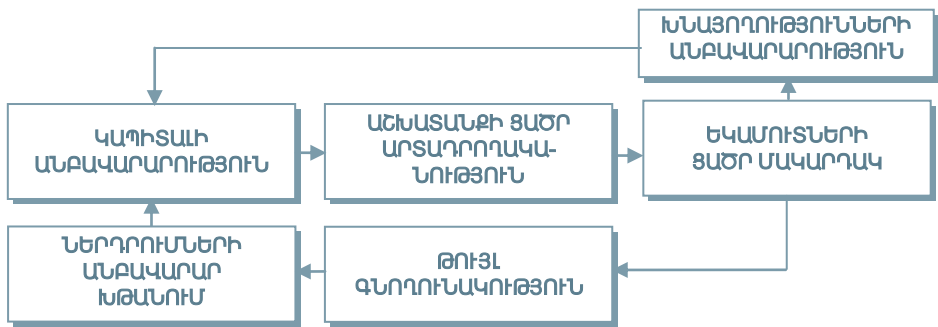 ԽՆԱՅՈՂՈՒԹՅՈՒՆՆԵՐԻ
ԱՆԲԱՎԱՐԱՐՈՒԹՅՈՒՆ
ԿԱՊԻՏԱԼԻ
ԱՆԲԱՎԱՐԱՐՈՒԹՅՈՒՆ
ԱՇԽԱՏԱՆՔԻ ՑԱԾՐ
ԱՐՏԱԴՐՈՂԱԿԱ-
ՆՈՒԹՅՈՒՆ
ԵԿԱՄՈՒՏՆԵՐԻ
ՑԱԾՐ ՄԱԿԱՐԴԱԿ
ՆԵՐԴՐՈՒՄՆԵՐԻ
ԱՆԲԱՎԱՐԱՐ
ԽԹԱՆՈՒՄ
ԹՈՒՅԼ
ԳՆՈՂՈՒՆԱԿՈՒԹՅՈՒՆ